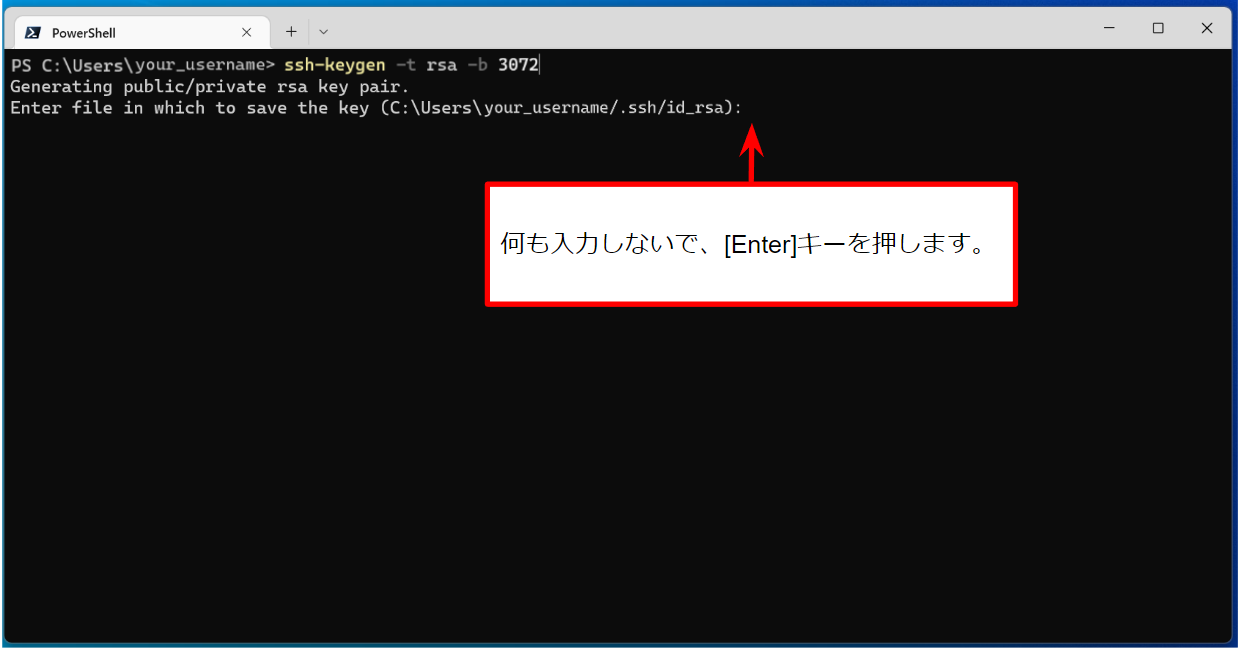 PowerShell
PS C:\Users\your_username> ssh-keygen -t rsa -b 3072
Generating public/private rsa key pair.
Enter file in which to save the key (C:\Users\your_username/.ssh/id_rsa):
何も入力しないで、[Enter]キーを押します。